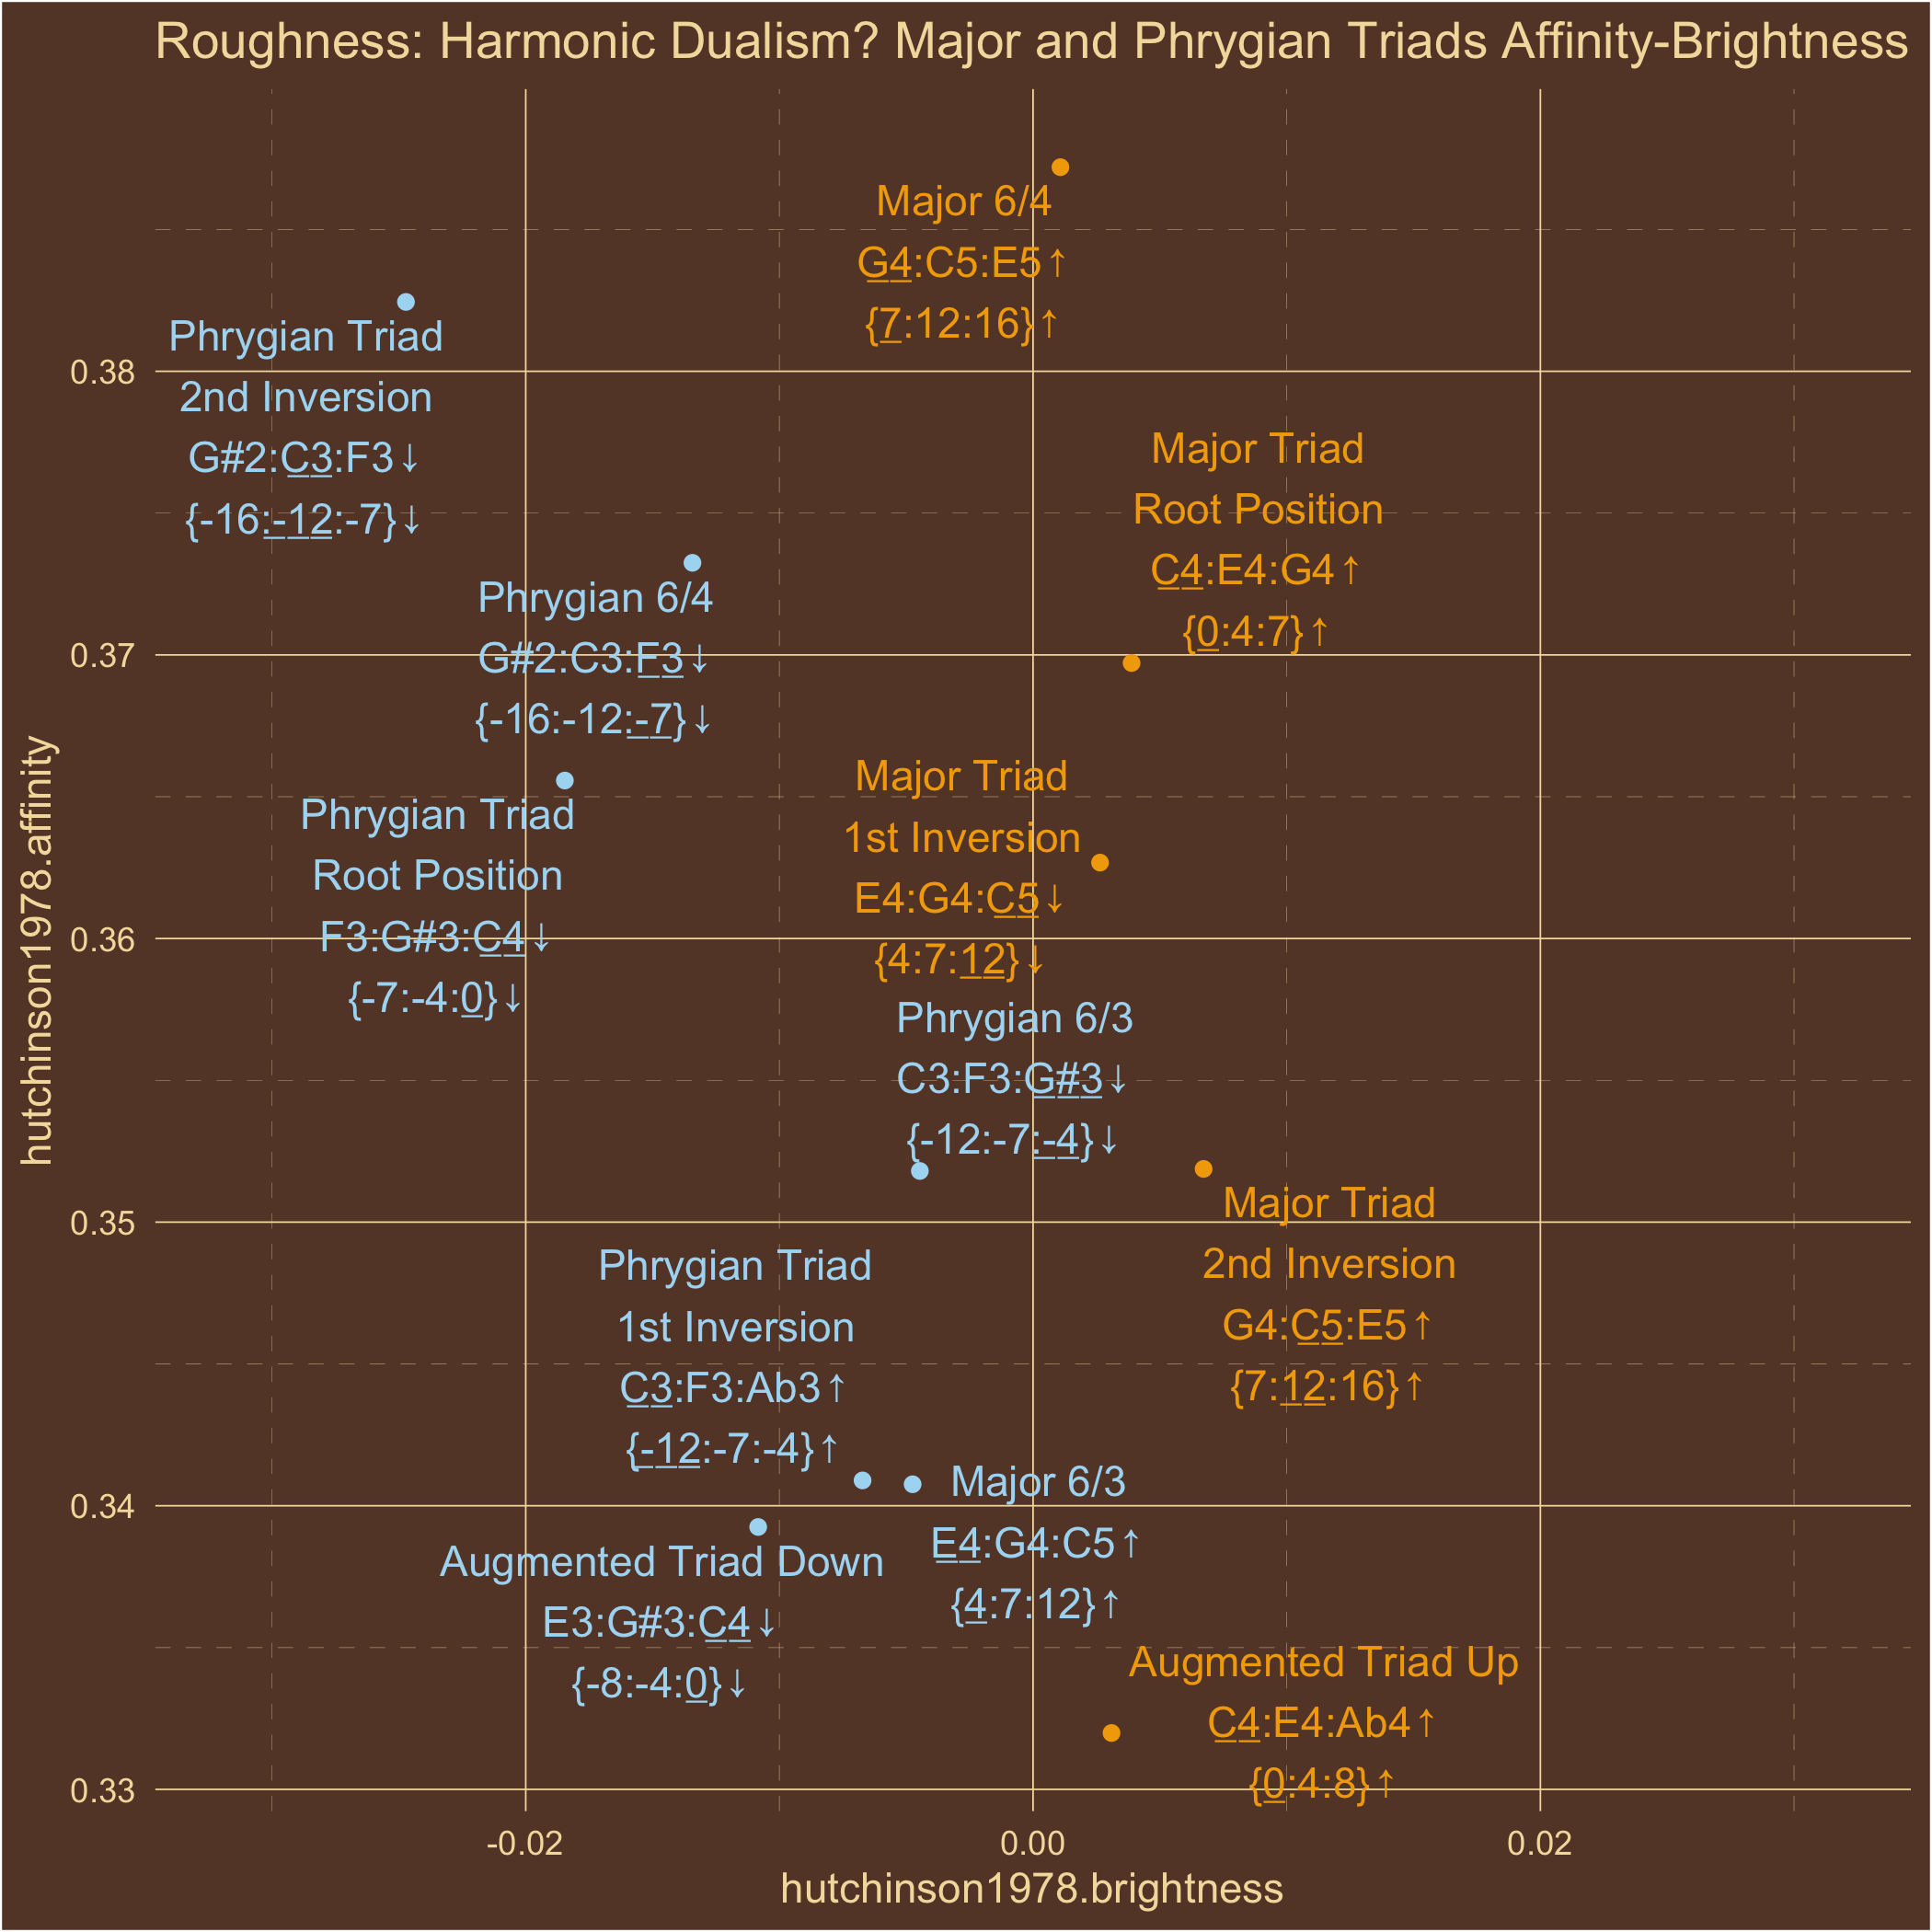 Roughness: Harmonic Dualism? Major and Phrygian Triads Affinity-Brightness
Major 6/4
G4:C5:E5↑
{7:12:16}↑
Phrygian Triad
2nd Inversion
G#2:C3:F3↓
{-16:-12:-7}↓
Major Triad
Root Position
C4:E4:G4↑
{0:4:7}↑
Phrygian 6/4
G#2:C3:F3↓
{-16:-12:-7}↓
Major Triad
1st Inversion
E4:G4:C5↓
{4:7:12}↓
Phrygian Triad
Root Position
F3:G#3:C4↓
{-7:-4:0}↓
Phrygian 6/3
C3:F3:G#3↓
{-12:-7:-4}↓
Major Triad
2nd Inversion
G4:C5:E5↑
{7:12:16}↑
Phrygian Triad
1st Inversion
C3:F3:Ab3↑
{-12:-7:-4}↑
Major 6/3
E4:G4:C5↑
{4:7:12}↑
Augmented Triad Down
E3:G#3:C4↓
{-8:-4:0}↓
Augmented Triad Up
C4:E4:Ab4↑
{0:4:8}↑
0.38
0.37
0.36
0.35
0.34
0.33
hutchinson1978.affinity
-0.02
0.00
0.02
hutchinson1978.brightness